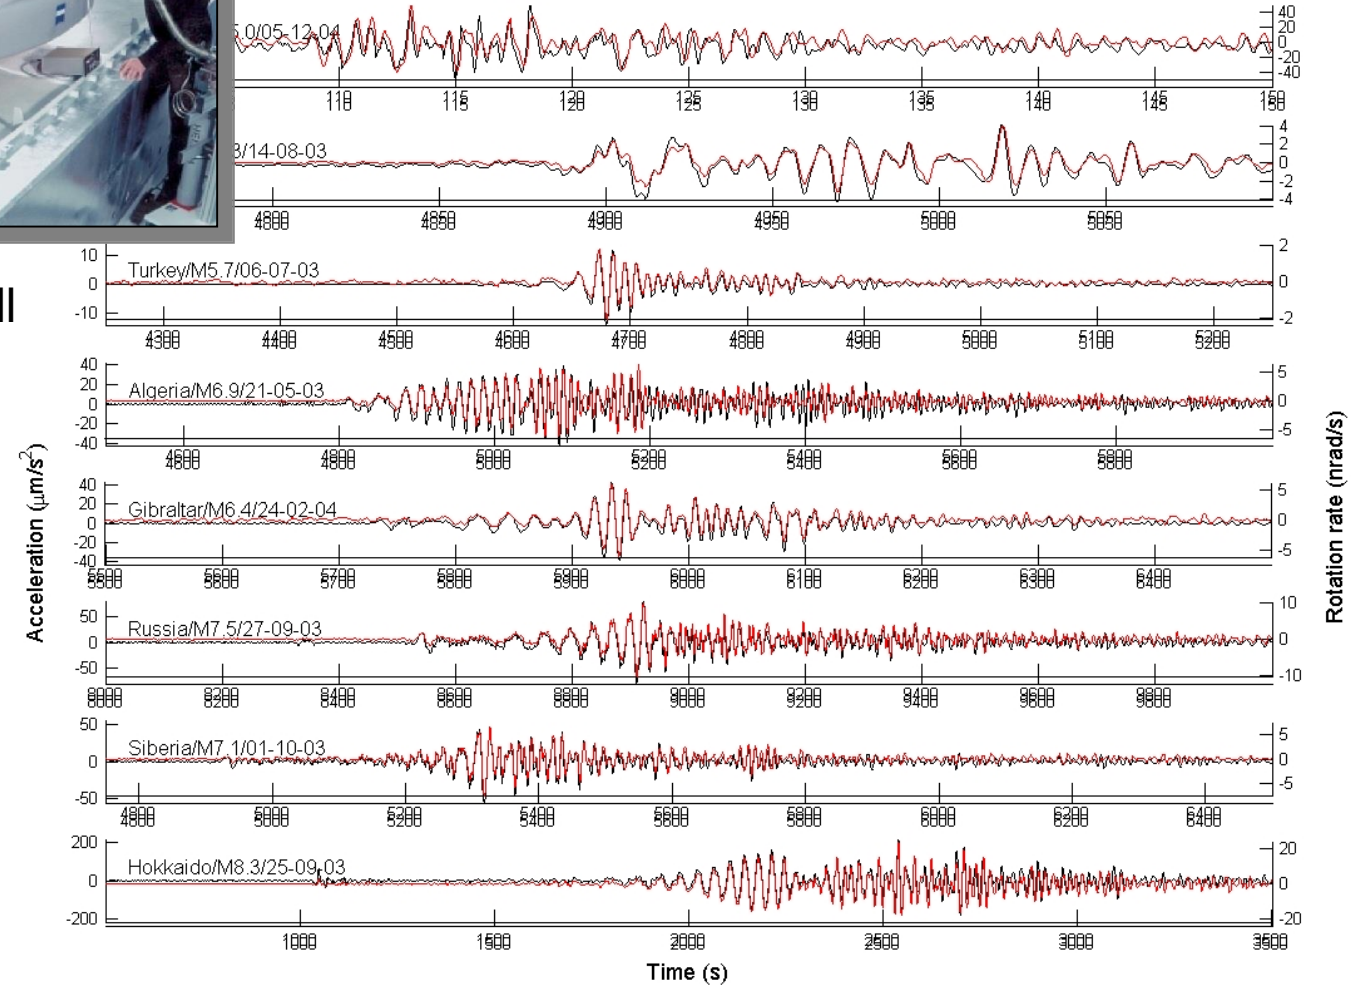 5.0/05-12-04
40
20
0
-20
-40
110 115 120 125 130 135 140 145 150
3/14-08-03
4
2
0
-2
-4
4800 4850 4900 4950 5000 5050
ll
Turkey/M5.7/06-07-03
10
0
-10
2
0
-2
4300 4400 4500 4600 4700 4800 4900 5000 5100 5200
Algeria/M6.9/21-05-03
40
20
0
-20
-40
5
0
-5
4600 4800 5000 5200 5400 5600 5800
Gibraltar/M6.4/24-02-04
40
20
0
-20
-40
5
0
-5
5500 5600 5700 5800 5900 6000 6100 6200 6300 6400
Russia/M7.5/27-09-03
50
0
-50
10
0
-10
8000 8200 8400 8600 8800 9000 9200 9400 9600 9800
Siberia/M7.1/01-10-03
50
0
-50
5
0
-5
4800 5000 5200 5400 5600 5800 6000 6200 6400
Hokkaido/M8.3/25-09-03
200
0
-200
20
0
-20
1000 1500 2000 2500 3000 3500
Time (s)
Acceleration (μm/s²)
Rotation rate (nrad/s)